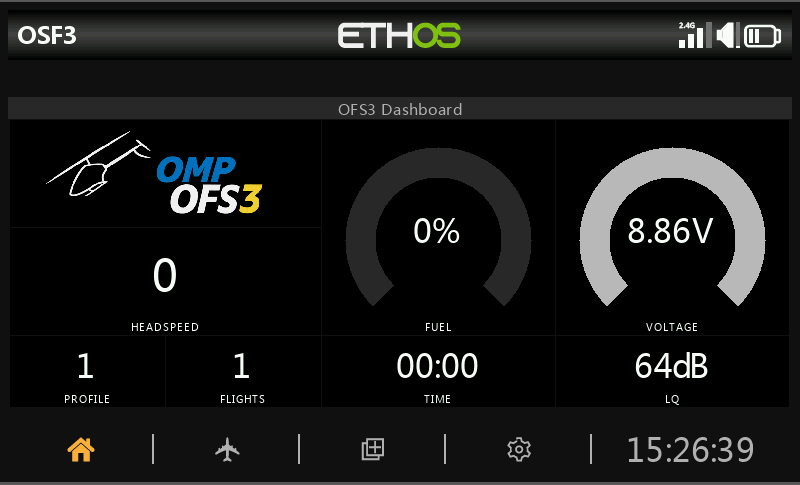 OSF3
ETHOS
2.4G
OFS3 Dashboard
OMP
OFS3
0%
8.86V
0
HEADSPEED
FUEL
VOLTAGE
1
1
00:00
64dB
PROFILE
FLIGHTS
TIME
LQ
15:26:39